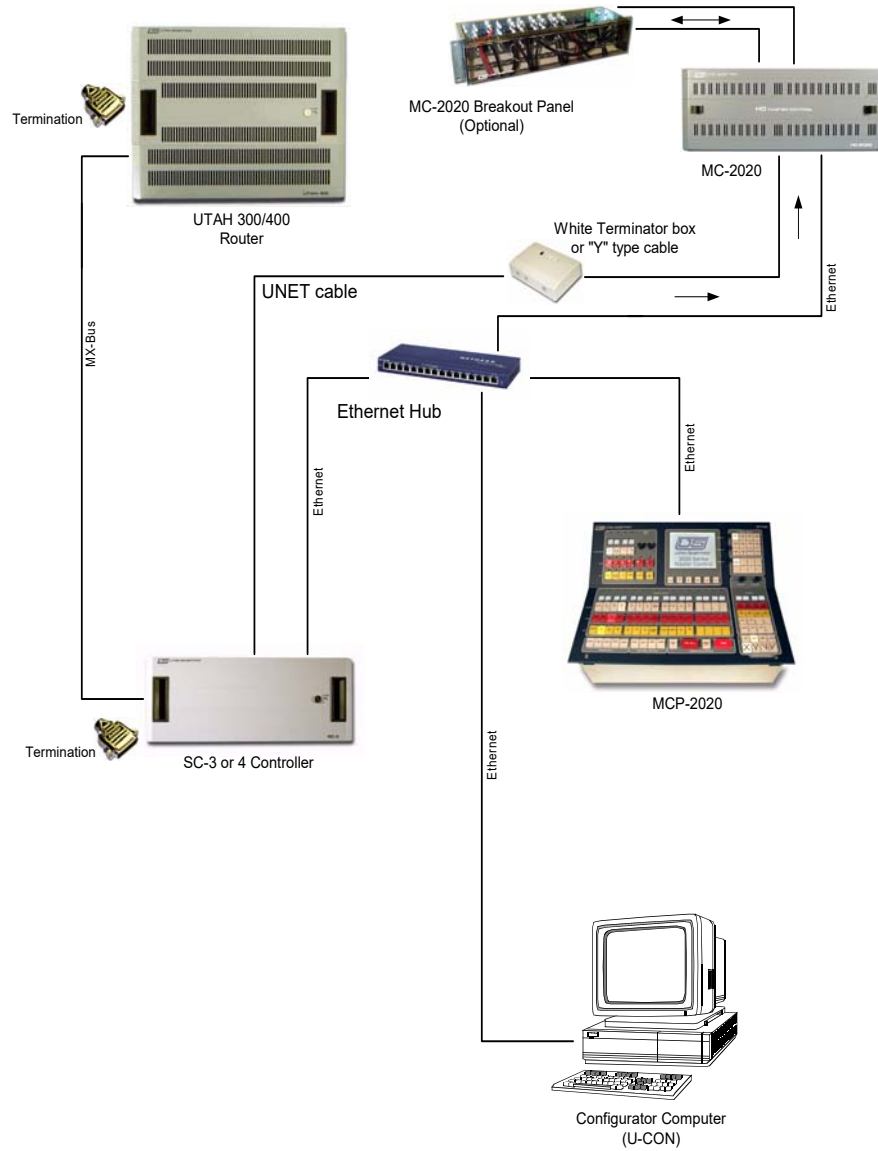 MC-2020 Breakout Panel
(Optional)
Termination
MC-2020
UTAH 300/400
Router
White Terminator box
or "Y" type cable
UNET cable
Ethernet
MX-Bus
Ethernet Hub
Ethernet
Ethernet
MCP-2020
Termination
SC-3 or 4 Controller
Ethernet
Configurator Computer
(U-CON)